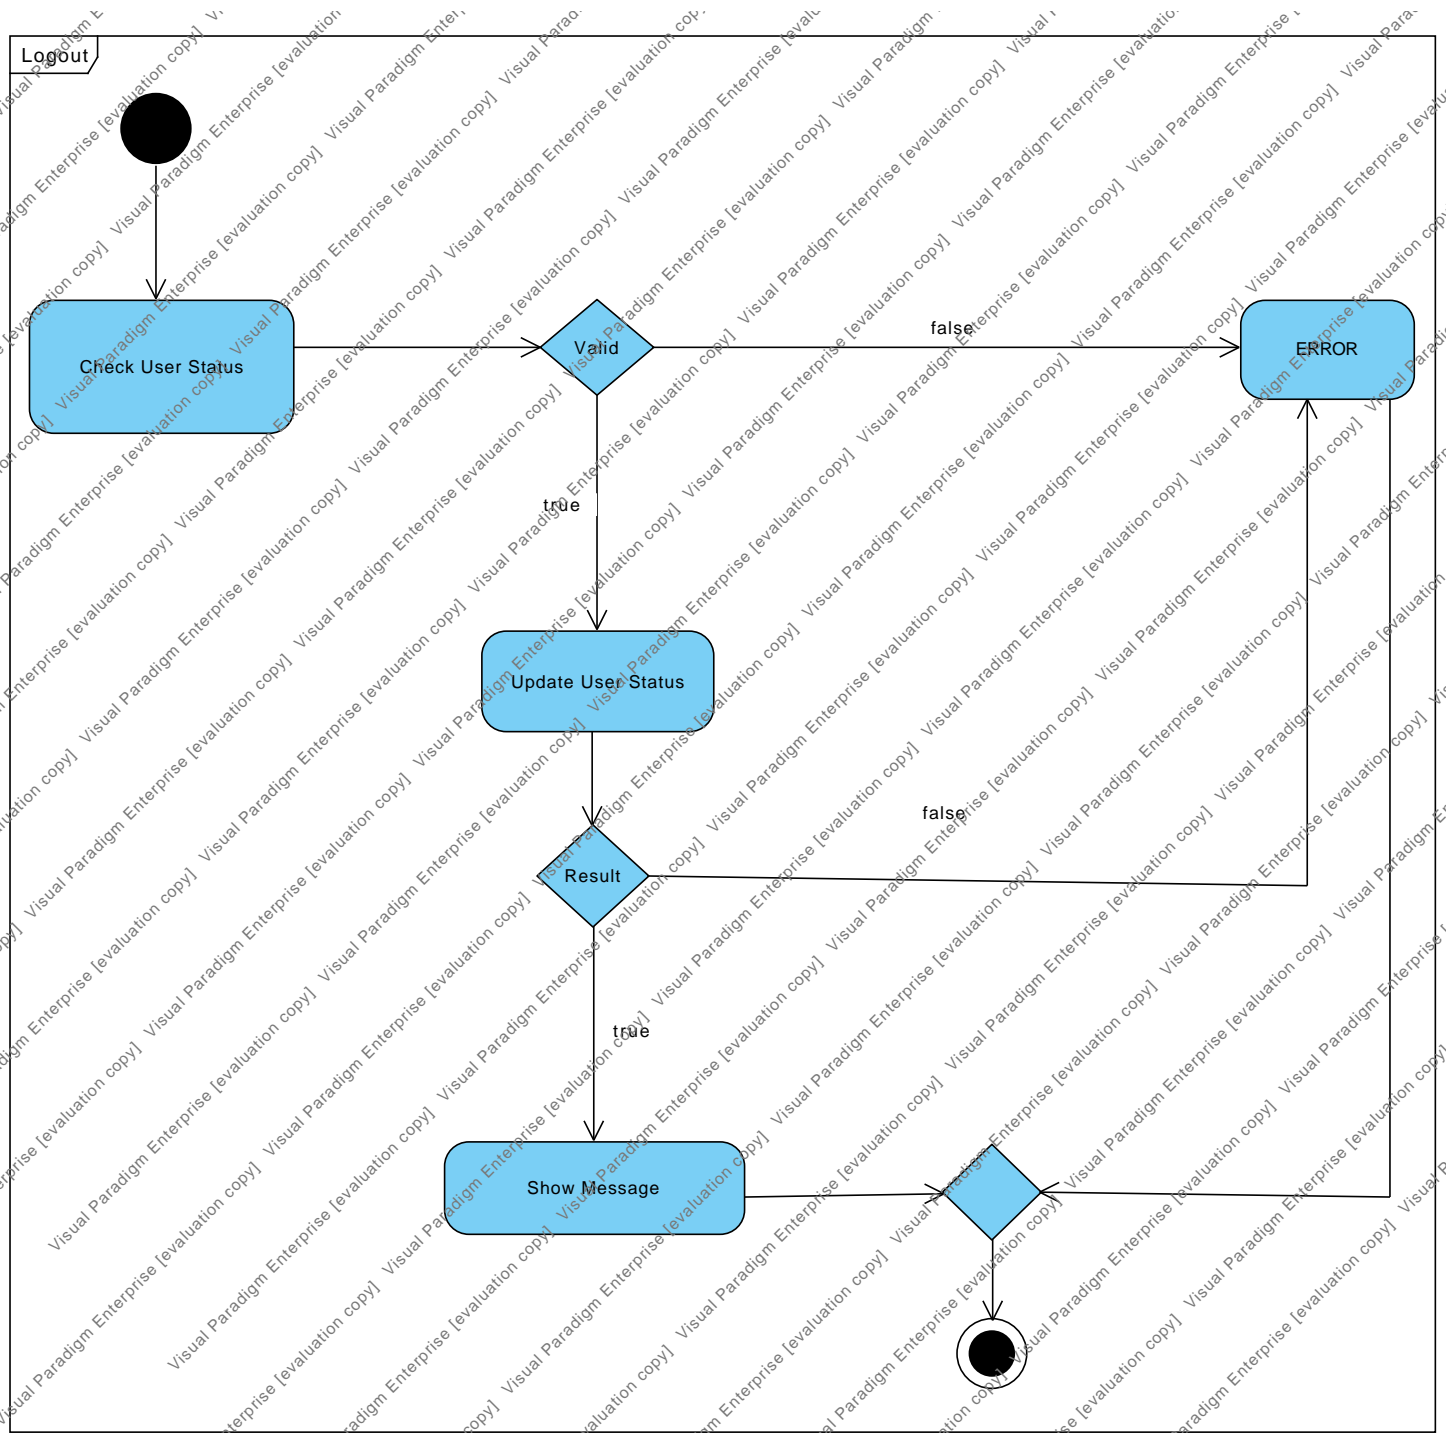 Logout
Check User Status
Valid
false
ERROR
true
Update User Status
false
Result
true
Show Message
Visual Paradigm Enterprise [evaluation copy]